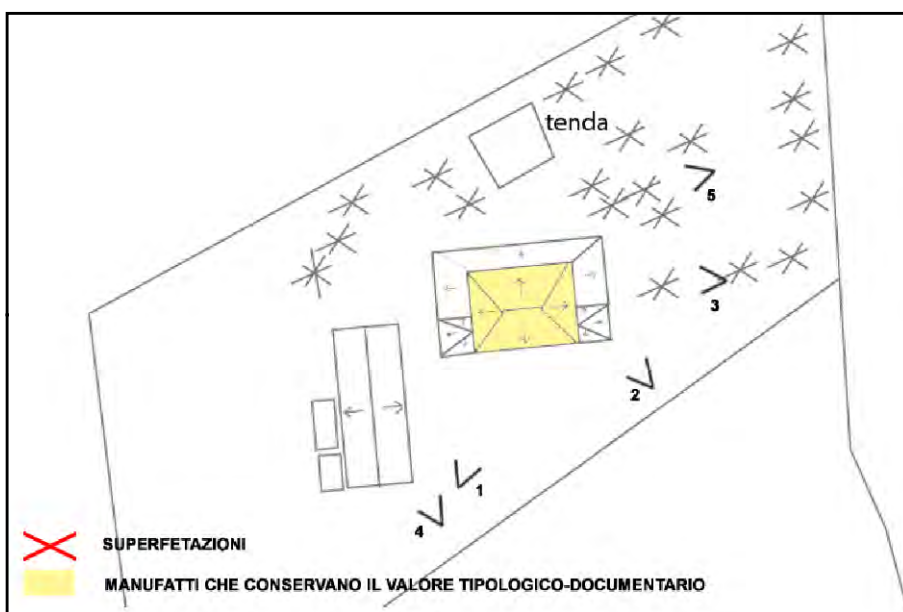 tenda
5
3
2
1
4
SUPERFETAZIONI
MANUFATTI CHE CONSERVANO IL VALORE TIPOLOGICO-DOCUMENTARIO